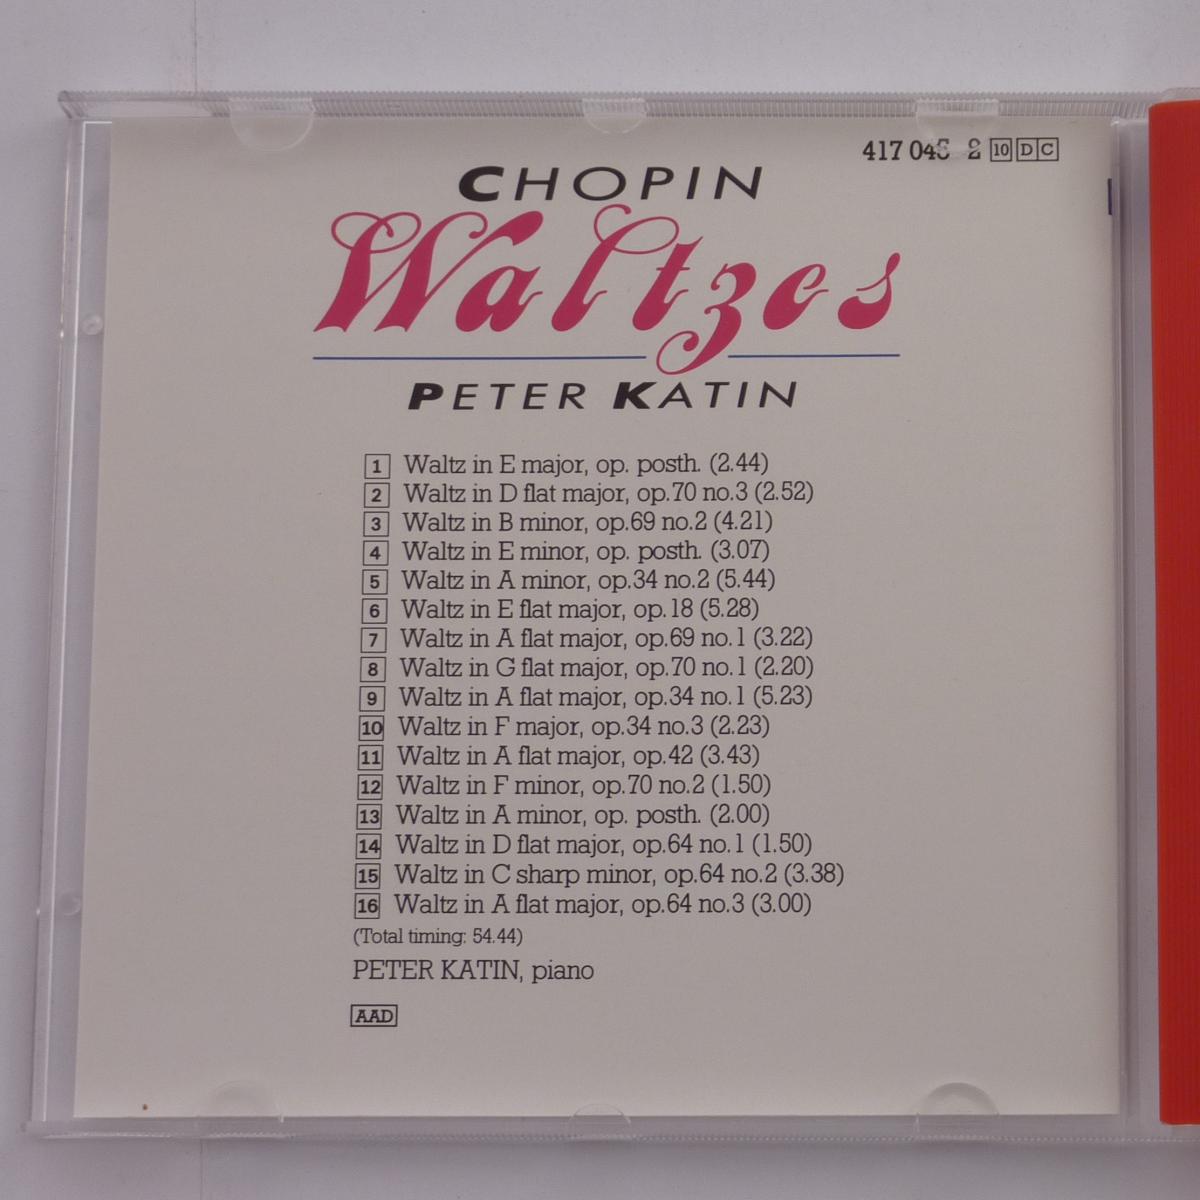 417 045 2 10 DC
CHOPIN
Waltzes
PETER KATIN
1 Waltz in E major, op. posth. (2.44)
2 Waltz in D flat major, op.70 no.3 (2.52)
3 Waltz in B minor, op.69 no.2 (4.21)
4 Waltz in E minor, op. posth. (3.07)
5 Waltz in A minor, op.34 no.2 (5.44)
6 Waltz in E flat major, op.18 (5.28)
7 Waltz in A flat major, op.69 no.1 (3.22)
8 Waltz in G flat major, op.70 no.1 (2.20)
9 Waltz in A flat major, op.34 no.1 (5.23)
10 Waltz in F major, op.34 no.3 (2.23)
11 Waltz in A flat major, op.42 (3.43)
12 Waltz in F minor, op.70 no.2 (1.50)
13 Waltz in A minor, op. posth. (2.00)
14 Waltz in D flat major, op.64 no.1 (1.50)
15 Waltz in C sharp minor, op.64 no.2 (3.38)
16 Waltz in A flat major, op.64 no.3 (3.00)
(Total timing: 54.44)
PETER KATIN, piano
AAD